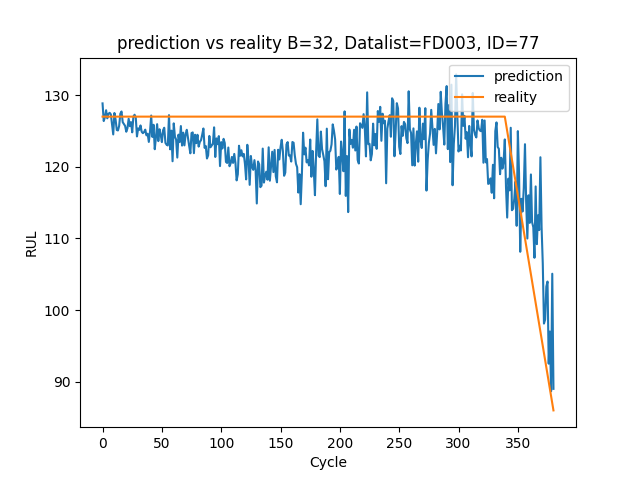 prediction vs reality B=32, Datalist=FD003, ID=77
prediction
reality
RUL
130
120
110
100
90
0 50 100 150 200 250 300 350
Cycle